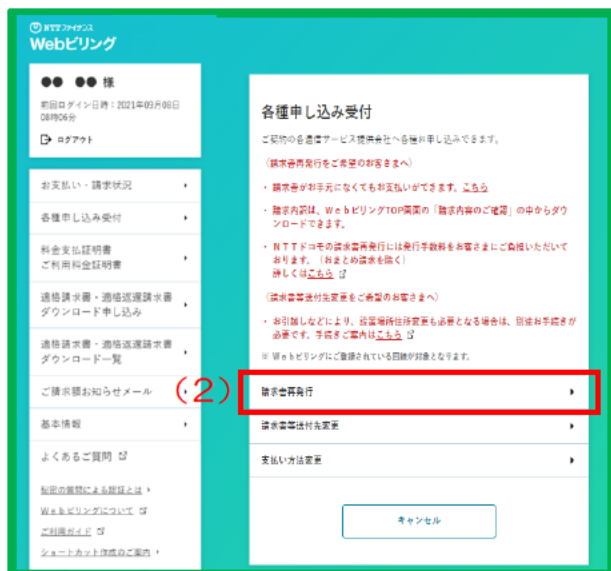 NTTファイナンス
Webビリング
●● ●● 様
前回ログイン日時：2021年09月08日
08時06分
ログアウト
お支払い・請求状況
各種申し込み受付
料金支払証明書
ご利用料金証明書
適格請求書・適格返還請求書
ダウンロード申し込み
適格請求書・適格返還請求書
ダウンロード一覧
ご請求額お知らせメール
基本情報
よくあるご質問
秘密の質問による認証とは
Webビリングについて
ご利用ガイド
ショートカット作成のご案内
各種申し込み受付
ご契約の各通信サービス提供会社へ各種お申し込みできます。
（請求書再発行をご希望のお客さまへ）
・ 請求書がお手元になくてもお支払いができます。こちら
・ 請求内訳は、WebビリングTOP画面の「請求内容のご確認」の中からダウ
ンロードできます。
・ NTTドコモの請求書再発行には発行手数料をお客さまにご負担いただいて
おります。（おまとめ請求を除く）
詳しくはこちら
（請求書等送付先変更をご希望のお客さまへ）
・ お引越しなどにより、設置場所住所変更も必要となる場合は、別途お手続きが
必要です。手続きご案内はこちら
※ Webビリングにご登録されている回線が対象となります。
（2）
請求書再発行
請求書等送付先変更
支払い方法変更
キャンセル